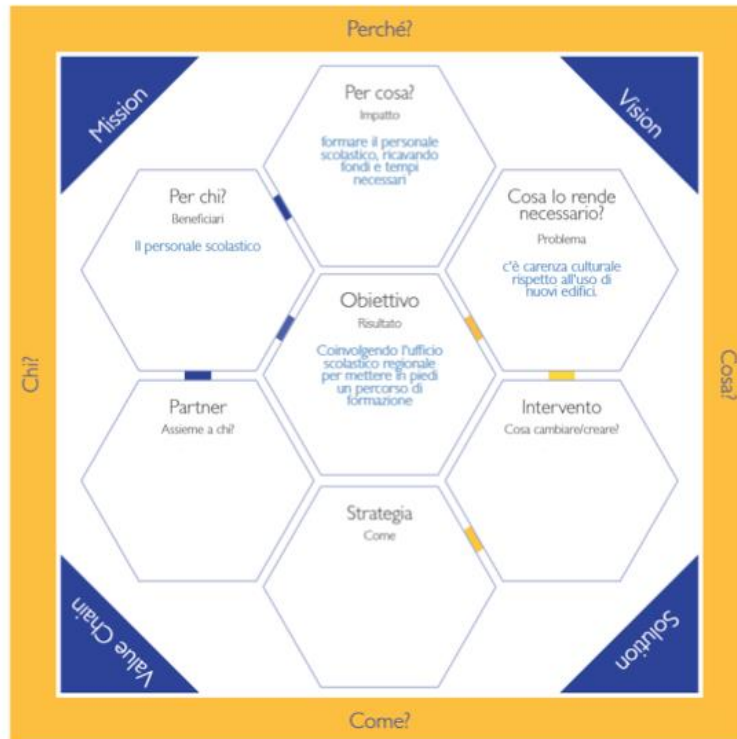 Perché?
Mission
Vision
Per cosa?
Impatto
formare il personale
scolastico, ricavando
fondi e tempi
necessari
Per chi?
Beneficiari
Il personale scolastico
Cosa lo rende
necessario?
Problema
c'è carenza culturale
rispetto all'uso di
nuovi edifici.
Obiettivo
Risultato
Coinvolgendo l'ufficio
scolastico regionale
per mettere in piedi
un percorso di
formazione
Chi?
Cosa?
Partner
Assieme a chi?
Intervento
Cosa cambiare/creare?
Strategia
Come
Value Chain
Solution
Come?